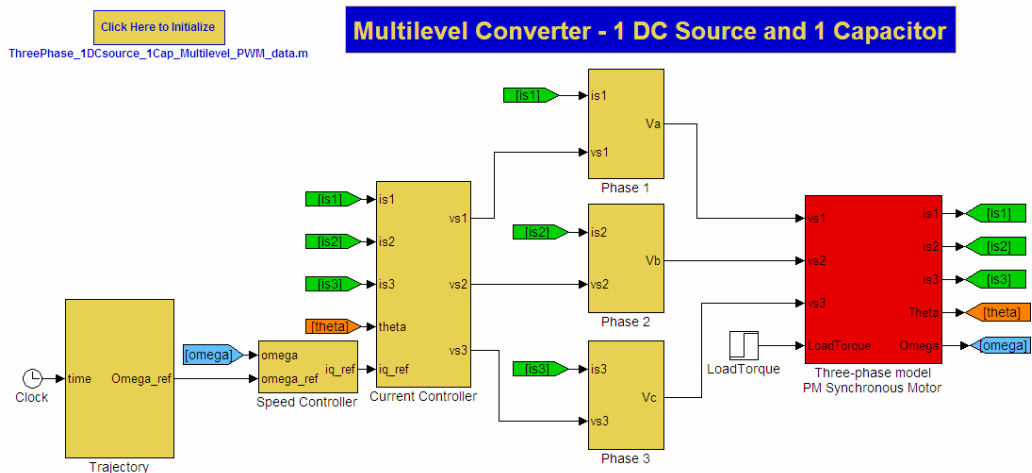 Click Here to Initialize
ThreePhase_1DCsource_1Cap_Multilevel_PWM_data.m
Multilevel Converter - 1 DC Source and 1 Capacitor
[is1]
is1
vs1
Va
Phase 1
[is2]
is2
vs2
Vb
Phase 2
[is3]
is3
vs3
Vc
Phase 3
Clock
time
Omega_ref
Trajectory
[omega]
omega
omega_ref
iq_ref
Speed Controller
[is1]
is1
[is2]
is2
[is3]
is3
[theta]
theta
iq_ref
vs1
vs2
vs3
Current Controller
LoadTorque
vs1
vs2
vs3
LoadTorque
is1
is2
is3
Theta
Omega
Three-phase model
PM Synchronous Motor
[is1]
[is2]
[is3]
[theta]
[omega]